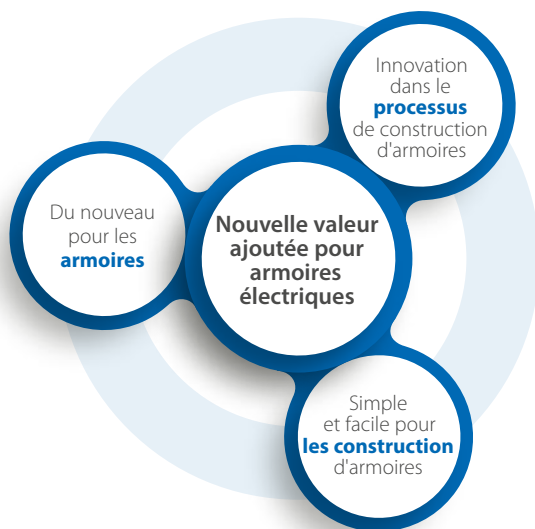 Innovation
dans le
processus
de construction
d'armoires
Du nouveau
pour les
armoires
Nouvelle valeur
ajoutée pour
armoires
électriques
Simple
et facile pour
les construction
d'armoires